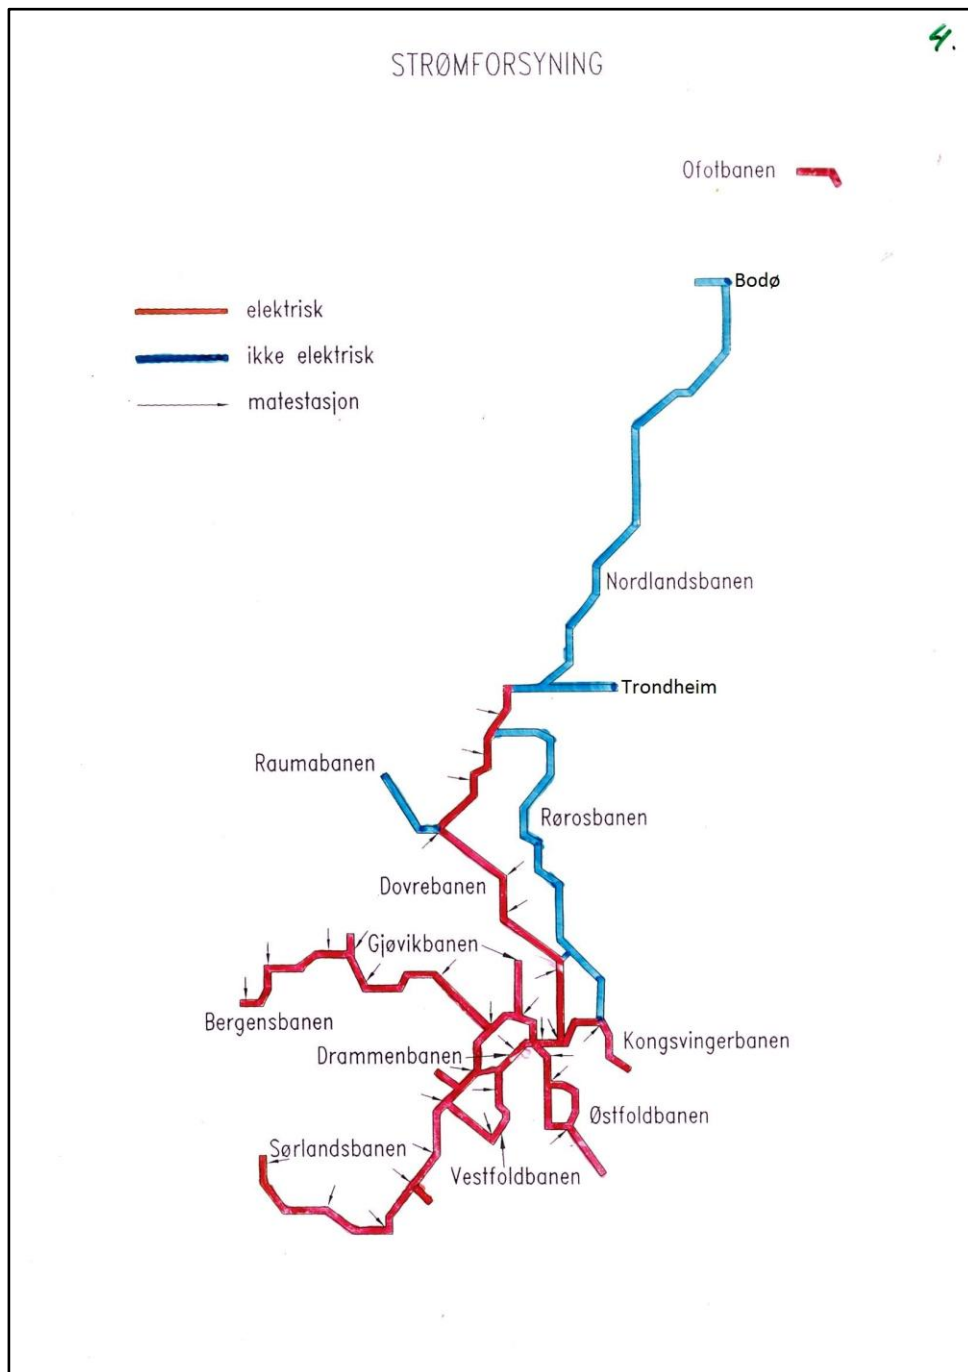 4.
STRØMFORSYNING
Ofotbanen
Bodø
elektrisk
ikke elektrisk
matestasjon
Nordlandsbanen
Trondheim
Raumabanen
Rørosbanen
Dovrebanen
Gjøvikbanen
Bergensbanen
Drammenbanen
Kongsvingerbanen
Østfoldbanen
Sørlandsbanen
Vestfoldbanen